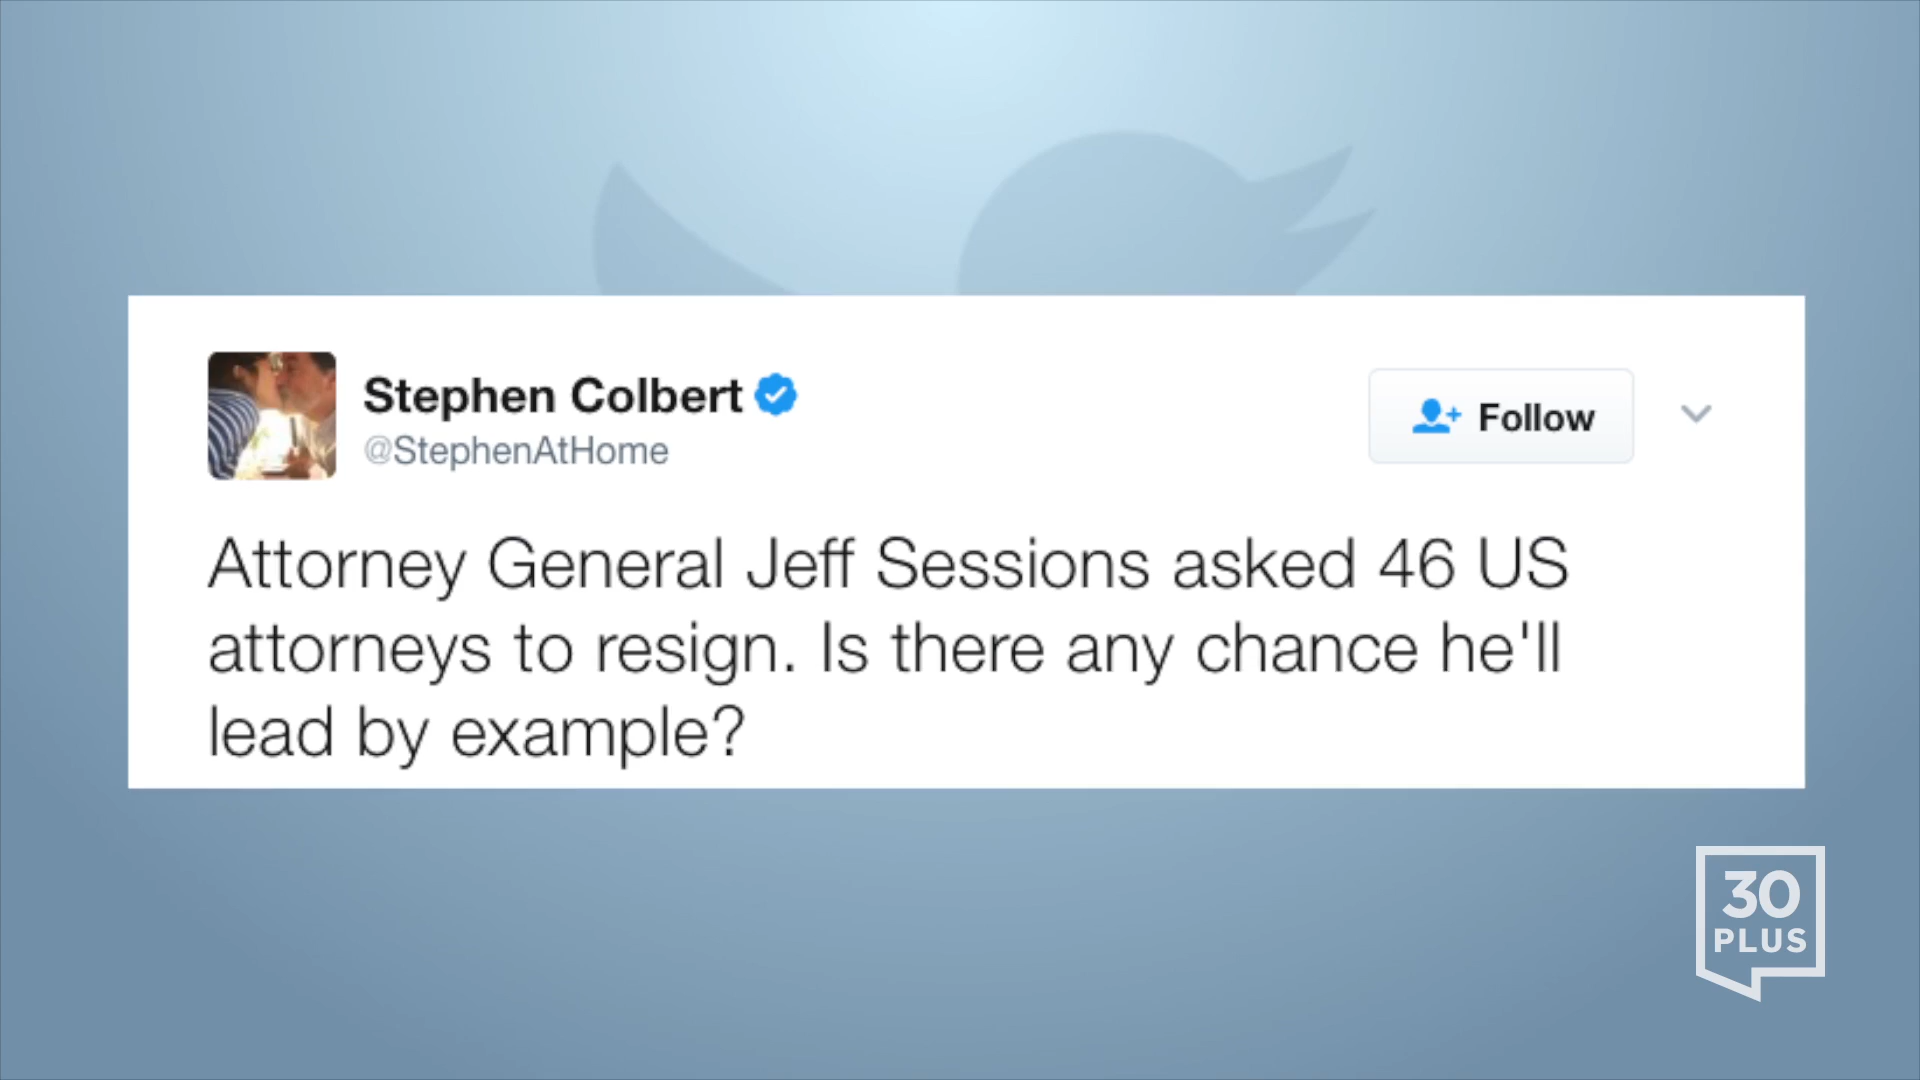 Stephen Colbert
@StephenAtHome
Follow
Attorney General Jeff Sessions asked 46 US
attorneys to resign. Is there any chance he'll
lead by example?
30
PLUS